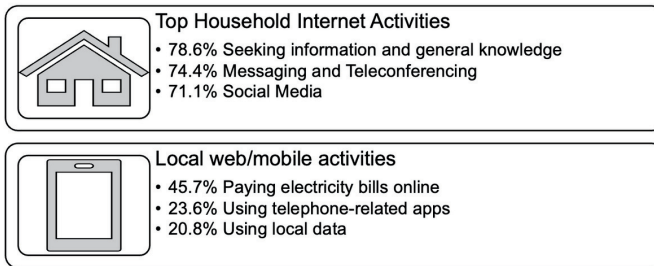 Top Household Internet Activities
• 78.6% Seeking information and general knowledge
• 74.4% Messaging and Teleconferencing
• 71.1% Social Media
Local web/mobile activities
• 45.7% Paying electricity bills online
• 23.6% Using telephone-related apps
• 20.8% Using local data